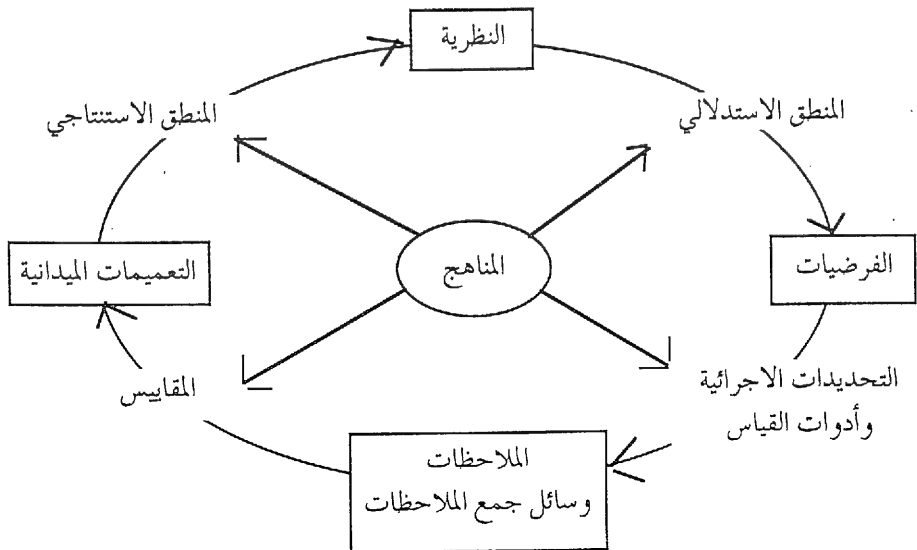 النظرية
المنطق الاستدلالي
المنطق الاستنتاجي
الفرضيات
المناهج
التعميمات الميدانية
التحديدات الاجرائية
وأدوات القياس
المقاييس
الملاحظات
وسائل جمع الملاحظات